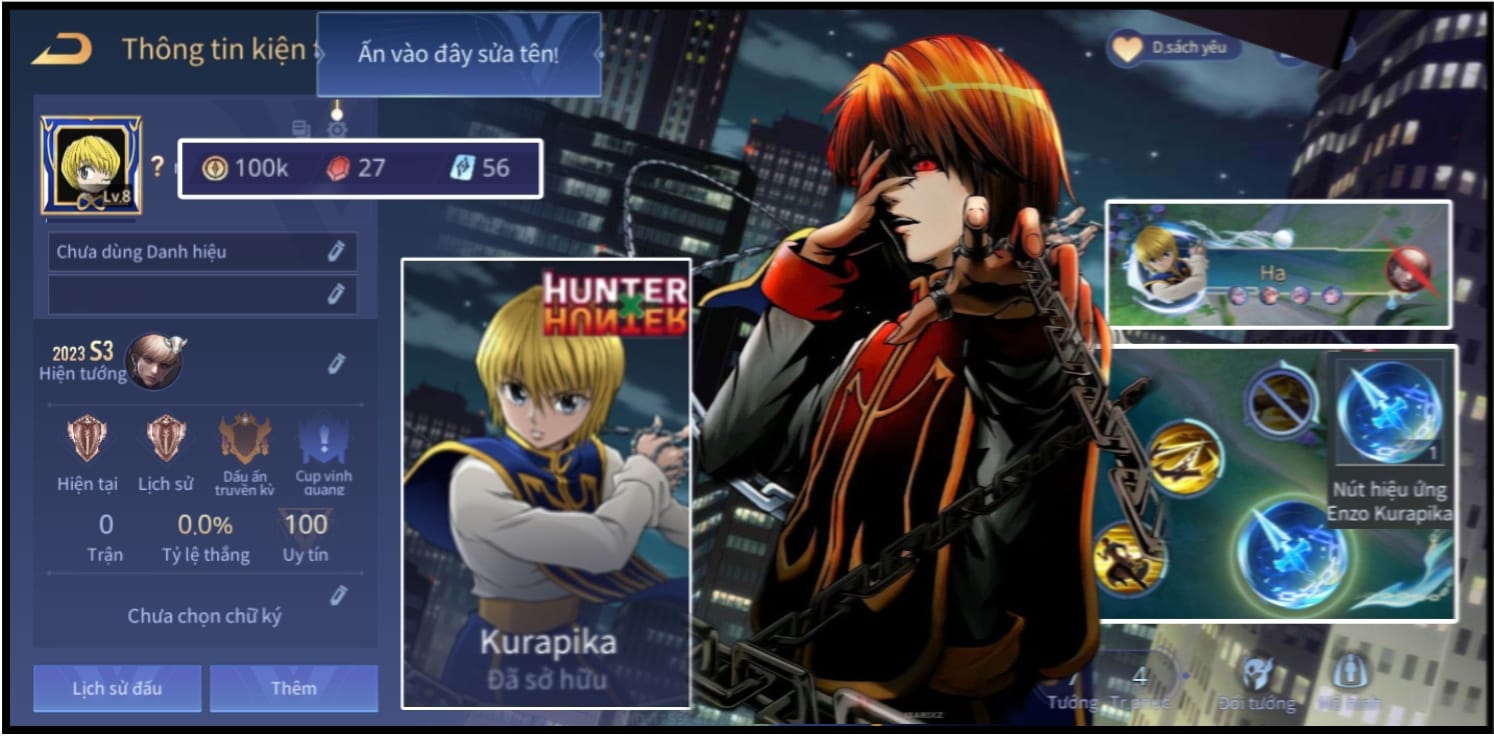 Thông tin kiện
Ấn vào đây sửa tên!
D.sách yêu
Lv.8
?
100k
27
56
Chưa dùng Danh hiệu
2023 S3
Hiện tướng
Hiện tại
Lịch sử
Dấu ấn
truyền kỳ
Cup vinh
quang
0
0.0%
100
Trận
Tỷ lệ thắng
Uy tín
Chưa chọn chữ ký
Lịch sử đấu
Thêm
HUNTER
X
HUNTER
Kurapika
Đã sở hữu
Ha
1
Nút hiệu ứng
Enzo Kurapika
4
Tướng
Đổi tướng